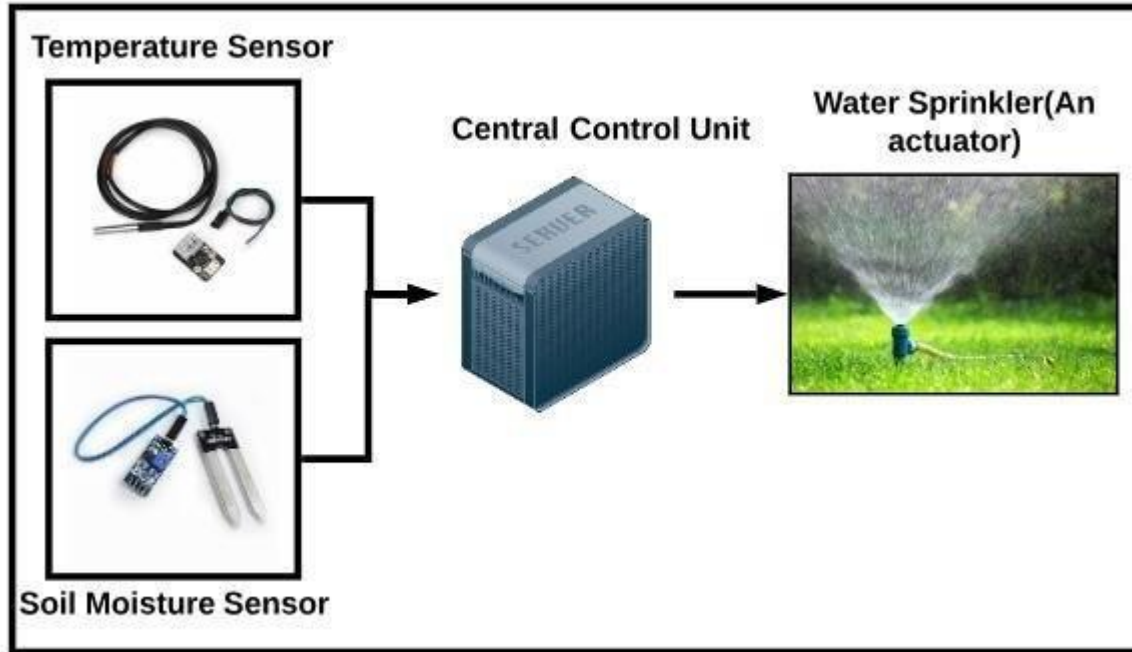 Temperature Sensor
Central Control Unit
Water Sprinkler(An
actuator)
SERVER
Soil Moisture Sensor